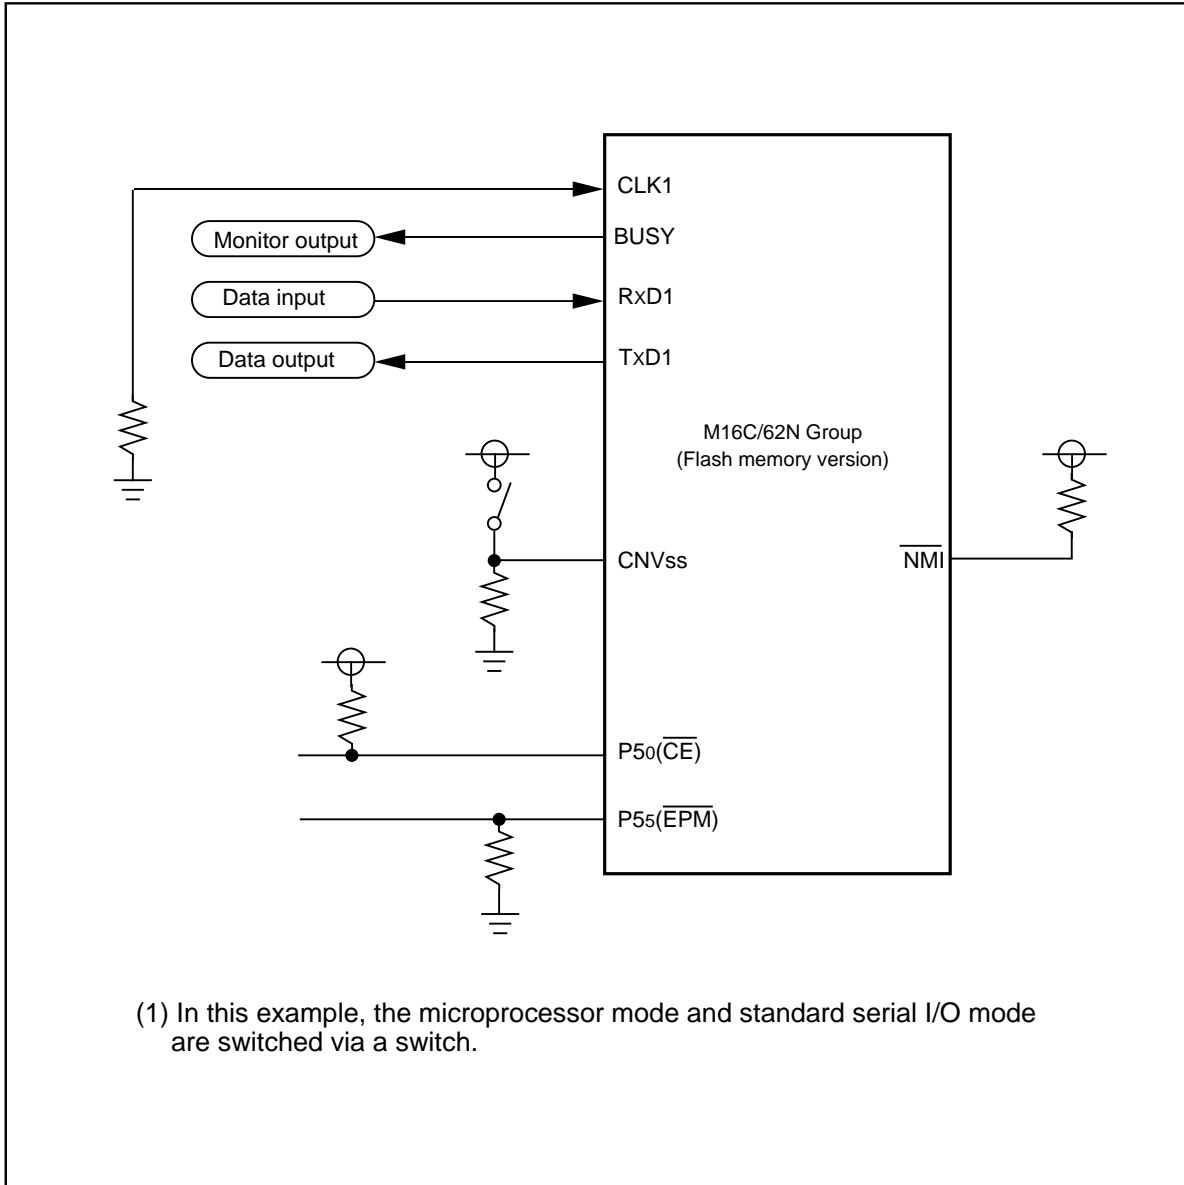 CLK1
Monitor output
BUSY
Data input
RxD1
Data output
TxD1
M16C/62N Group
(Flash memory version)
CNVss
NMI
P50(CE)
P55(EPM)
(1) In this example, the microprocessor mode and standard serial I/O mode
are switched via a switch.